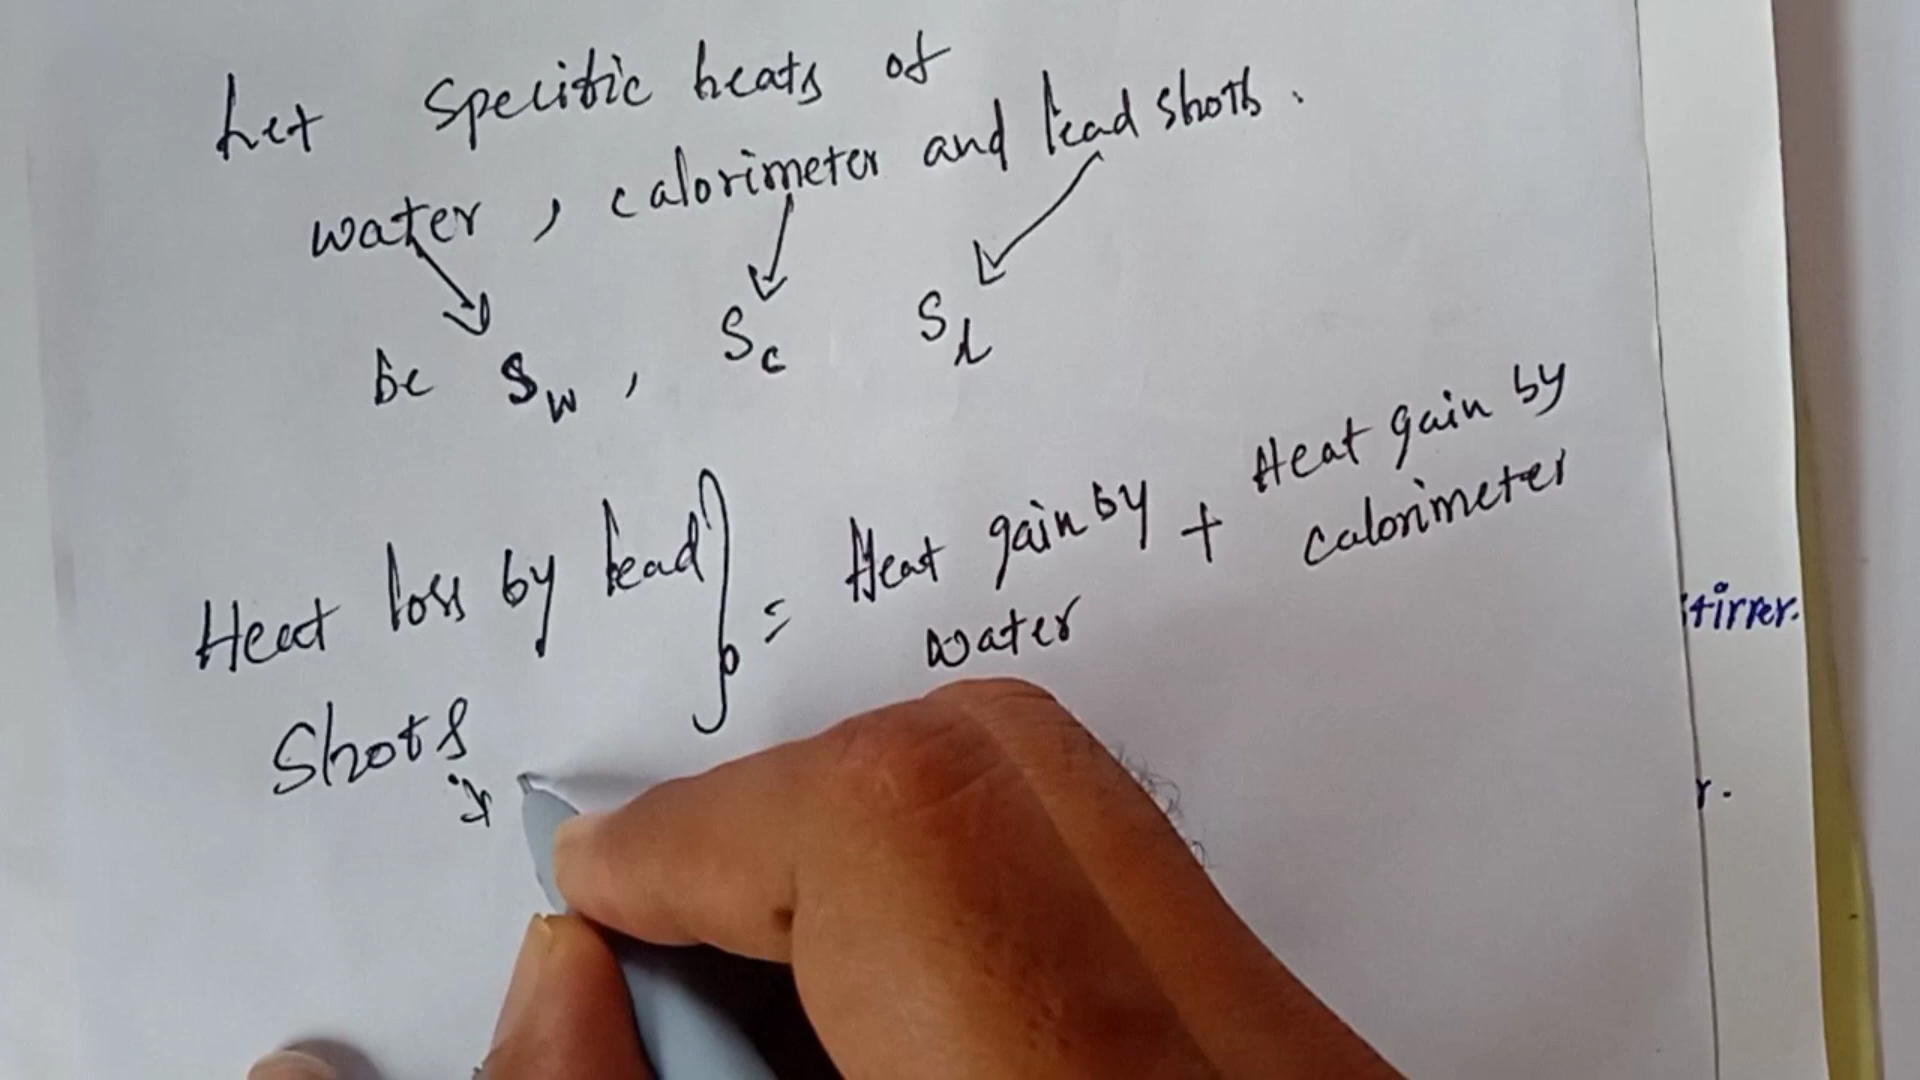 Let Specific heats of
water, calorimeter and lead shots.
be Sw, Sc Sl
Heat loss by lead } = Heat gain by + Heat gain by
Shots water calorimeter
stirrer.
r.